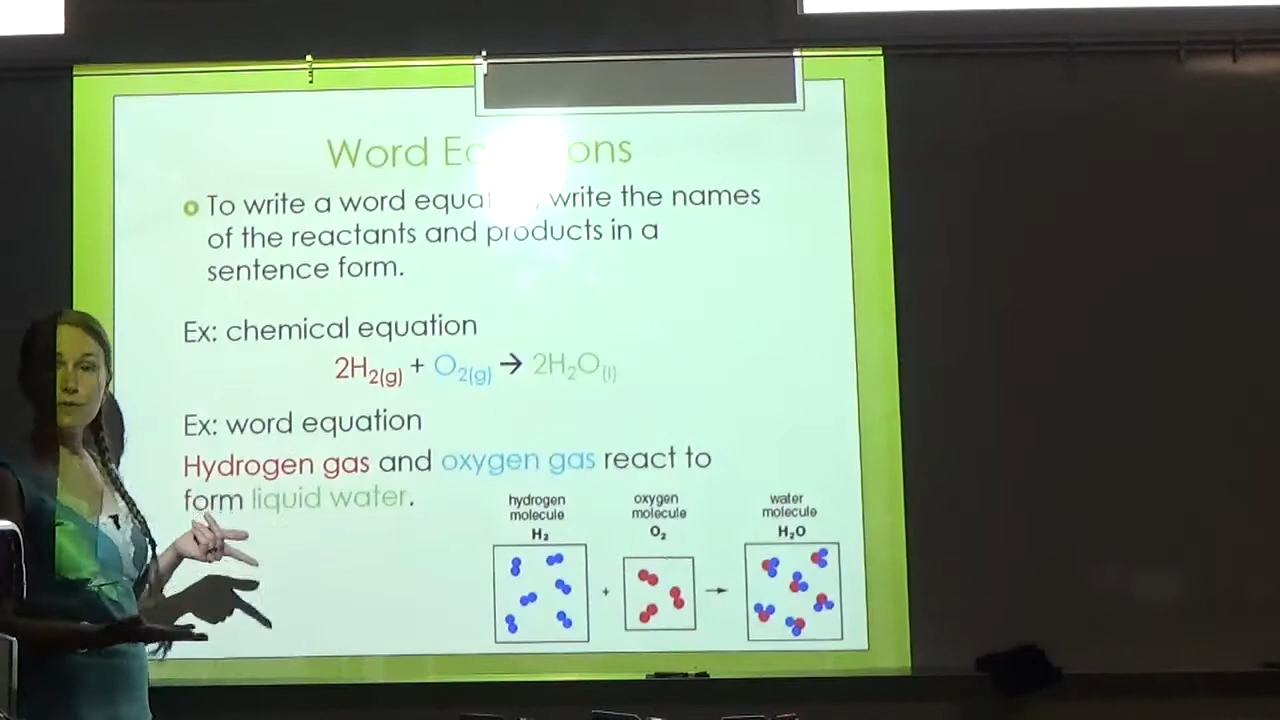 Word
To write a word write the names
of the reactants and products in a
sentence form.
Ex: chemical equation
2H₂(g) + O₂(g) → 2H₂O(l)
Ex: word equation
Hydrogen gas and oxygen gas react to
form liquid water.
hydrogen molecule H₂
oxygen molecule O₂
water molecule H₂O
+ →